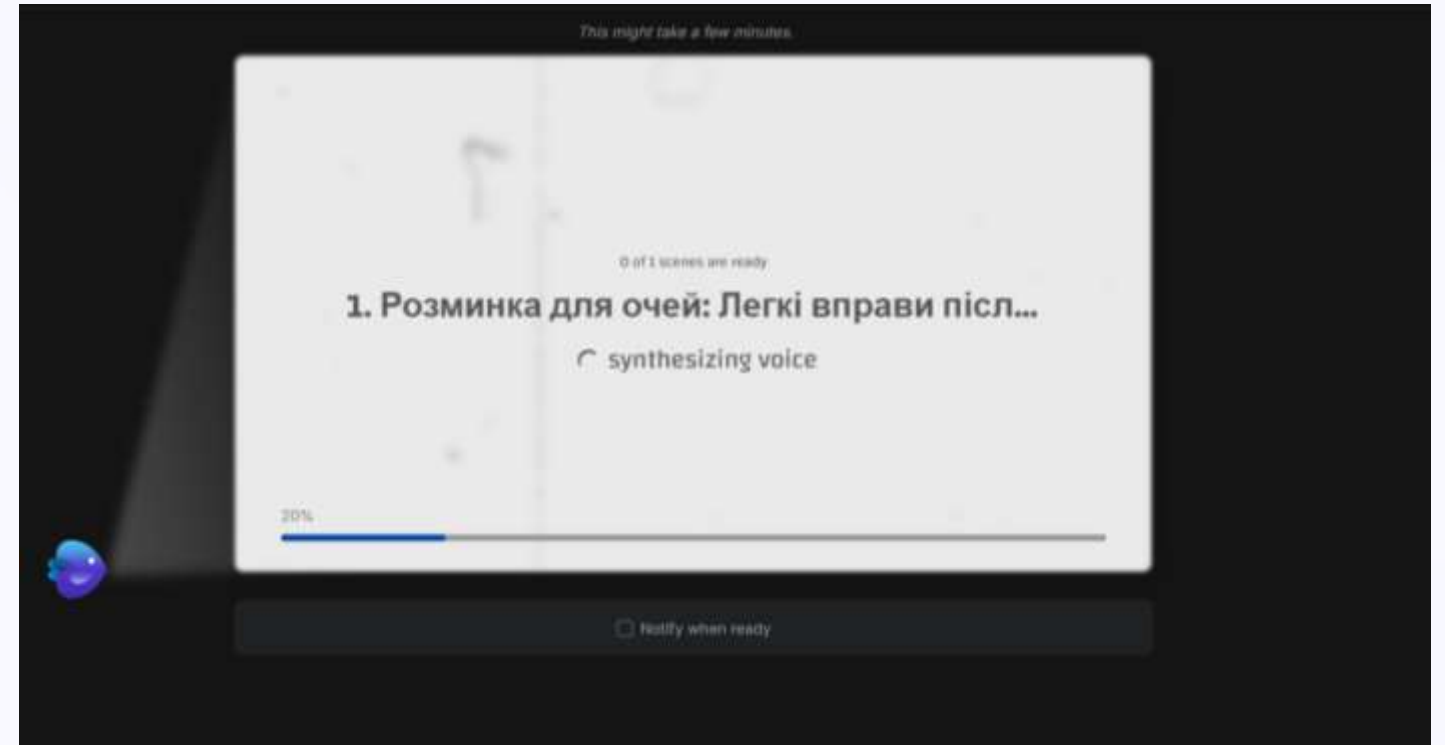 This might take a few minutes.
0 of 1 scenes are ready
1. Розминка для очей: Легкі вправи післ...
synthesizing voice
20%
Notify when ready